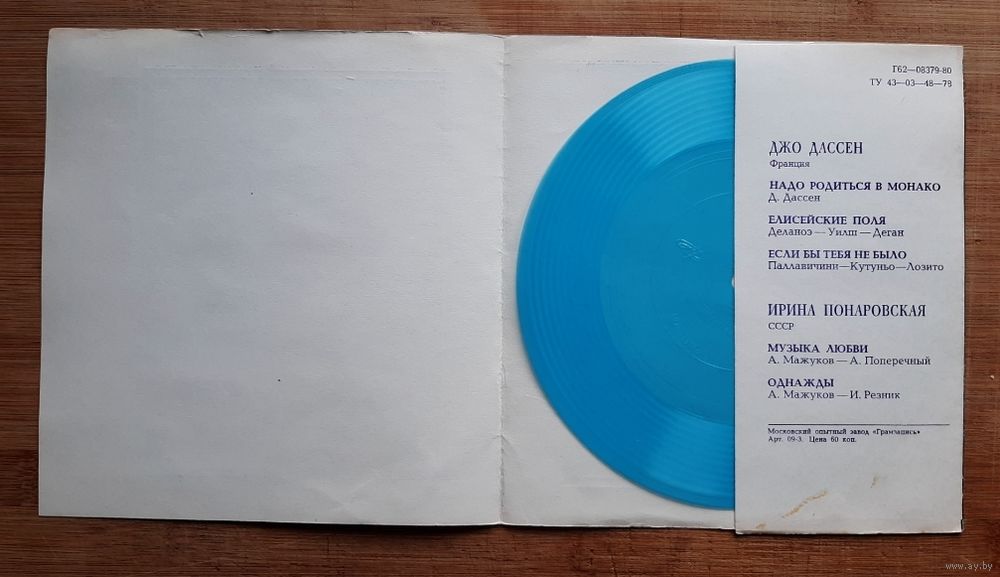 Г62—08379-80
ТУ 43—03—48—78
ДЖО ДАССЕН
Франция
НАДО РОДИТЬСЯ В МОНАКО
Д. Дассен
ЕЛИСЕЙСКИЕ ПОЛЯ
Деланоэ — Уилш — Деган
ЕСЛИ БЫ ТЕБЯ НЕ БЫЛО
Паллавичини—Кутуньо—Лозито
ИРИНА ПОНАРОВСКАЯ
СССР
МУЗЫКА ЛЮБВИ
А. Мажуков — А. Поперечный
ОДНАЖДЫ
А. Мажуков — И. Резник
Московский опытный завод «Грамзапись»
Арт. 09-3. Цена 60 коп.
www.ay.by